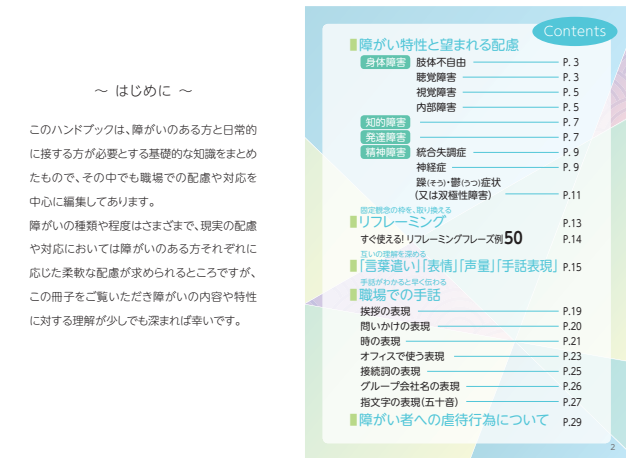 ～ はじめに ～
このハンドブックは、障がいのある方と日常的
に接する方が必要とする基礎的な知識をまとめ
たもので、その中でも職場での配慮や対応を
中心に編集してあります。
障がいの種類や程度はさまざまで、現実の配慮
や対応においては障がいのある方それぞれに
応じた柔軟な配慮が求められるところですが、
この冊子をご覧いただき障がいの内容や特性
に対する理解が少しでも深まれば幸いです。
Contents
障がい特性と望まれる配慮
身体障害 肢体不自由 P. 3
聴覚障害 P. 3
視覚障害 P. 5
内部障害 P. 5
知的障害 P. 7
発達障害 P. 7
精神障害 統合失調症 P. 9
神経症 P. 9
躁(そう)・鬱(うつ)症状
(又は双極性障害) P.11
固定観念の枠を、取り換える
リフレーミング P.13
すぐ使える! リフレーミングフレーズ例50 P.14
互いの理解を深める
「言葉遣い」「表情」「声量」「手話表現」 P.15
手話がわかると早く伝わる
職場での手話
挨拶の表現 P.19
問いかけの表現 P.20
時の表現 P.21
オフィスで使う表現 P.23
接続詞の表現 P.25
グループ会社名の表現 P.26
指文字の表現(五十音) P.27
障がい者への虐待行為について P.29
2